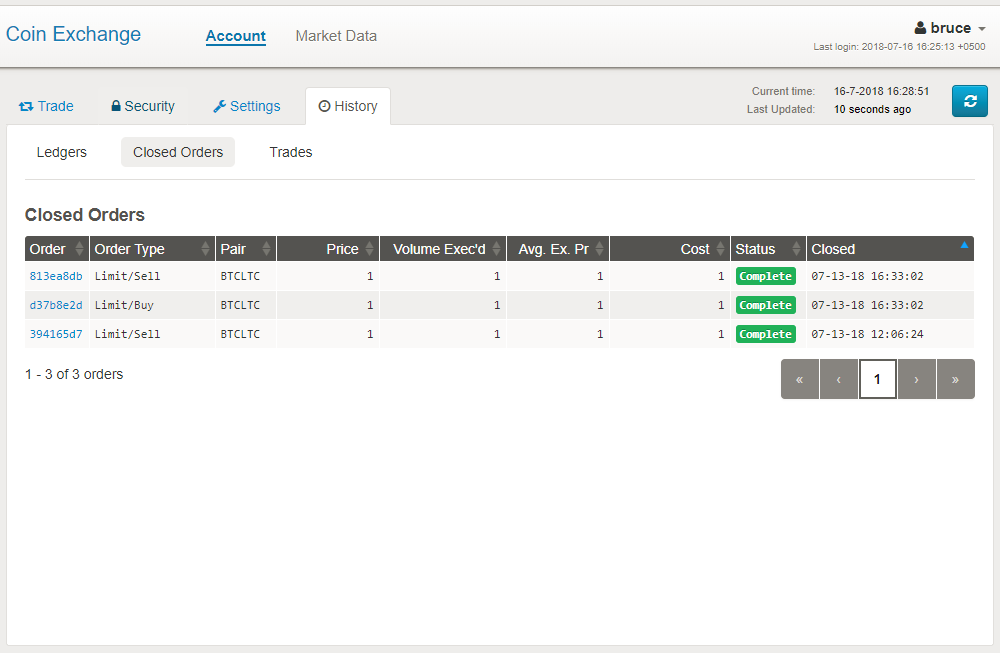 Coin Exchange Account Market Data bruce
Last login: 2018-07-16 16:25:13 +0500
Trade Security Settings History
Current time: 16-7-2018 16:28:51
Last Updated: 10 seconds ago
Ledgers Closed Orders Trades
Closed Orders
Order Order Type Pair Price Volume Exec'd Avg. Ex. Pr Cost Status Closed
813ea8db Limit/Sell BTCLTC 1 1 1 1 Complete 07-13-18 16:33:02
d37b8e2d Limit/Buy BTCLTC 1 1 1 1 Complete 07-13-18 16:33:02
394165d7 Limit/Sell BTCLTC 1 1 1 1 Complete 07-13-18 12:06:24
1 - 3 of 3 orders
« ‹ 1 › »